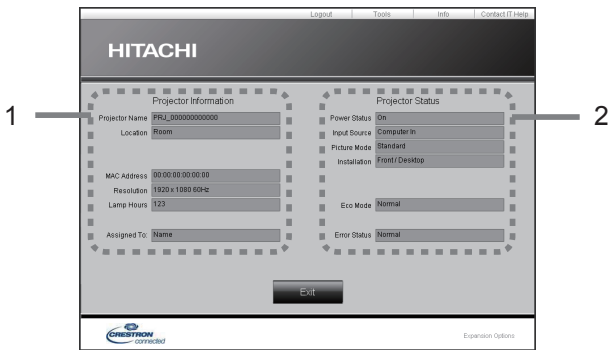 Logout Tools Info Contact IT Help
HITACHI
1
Projector Information
Projector Name PRJ_000000000000
Location Room
MAC Address 00:00:00:00:00:00
Resolution 1920 x 1080 60Hz
Lamp Hours 123
Assigned To: Name
2
Projector Status
Power Status On
Input Source Computer In
Picture Mode Standard
Installation Front / Desktop
Eco Mode Normal
Error Status Normal
Exit
CRESTRON
connected
Expansion Options